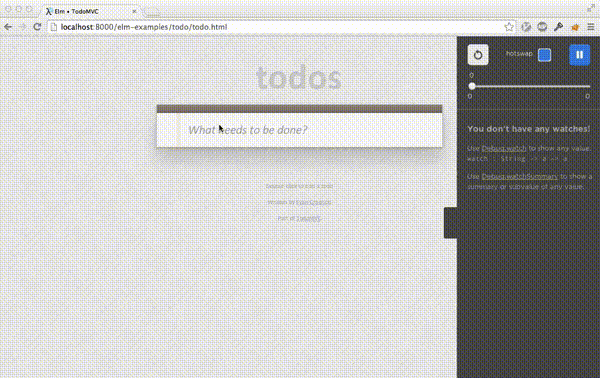 Elm • TodoMVC
localhost:8000/elm-examples/todo/todo.html
todos
What needs to be done?
Double-click to edit a todo
Written by Evan Czaplicki
Part of TodoMVC
hotswap
0
0
0
You don't have any watches!
Use Debug.watch to show any value.
watch : String -> a -> a
Use Debug.watchSummary to show a
summary or subvalue of any value.